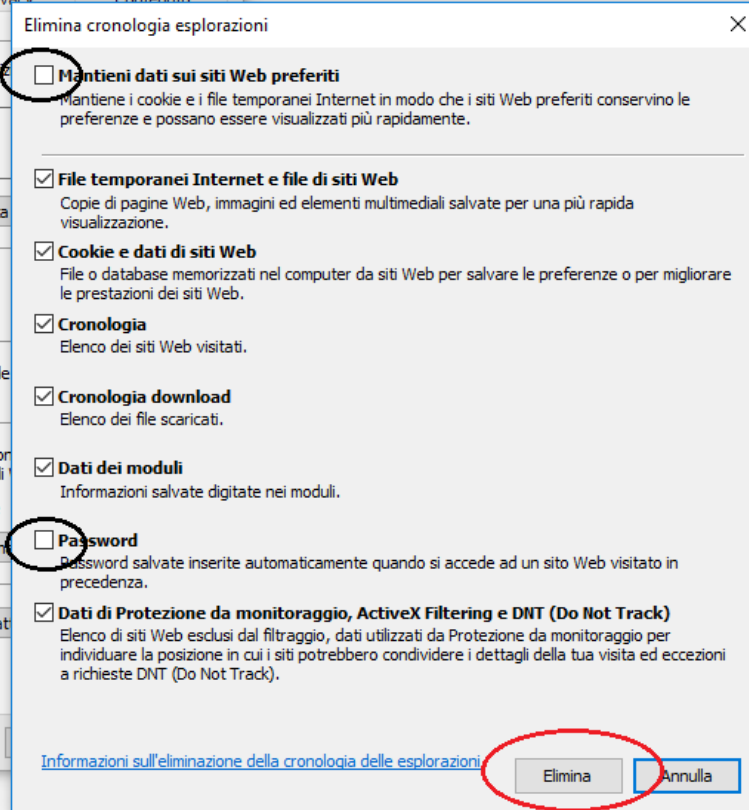 Elimina cronologia esplorazioni
Mantieni dati sui siti Web preferiti
Mantiene i cookie e i file temporanei Internet in modo che i siti Web preferiti conservino le
preferenze e possano essere visualizzati più rapidamente.
File temporanei Internet e file di siti Web
Copie di pagine Web, immagini ed elementi multimediali salvate per una più rapida
visualizzazione.
Cookie e dati di siti Web
File o database memorizzati nel computer da siti Web per salvare le preferenze o per migliorare
le prestazioni dei siti Web.
Cronologia
Elenco dei siti Web visitati.
Cronologia download
Elenco dei file scaricati.
Dati dei moduli
Informazioni salvate digitate nei moduli.
Password
Password salvate inserite automaticamente quando si accede ad un sito Web visitato in
precedenza.
Dati di Protezione da monitoraggio, ActiveX Filtering e DNT (Do Not Track)
Elenco di siti Web esclusi dal filtraggio, dati utilizzati da Protezione da monitoraggio per
individuare la posizione in cui i siti potrebbero condividere i dettagli della tua visita ed eccezioni
a richieste DNT (Do Not Track).
Informazioni sull'eliminazione della cronologia delle esplorazioni
Elimina
Annulla